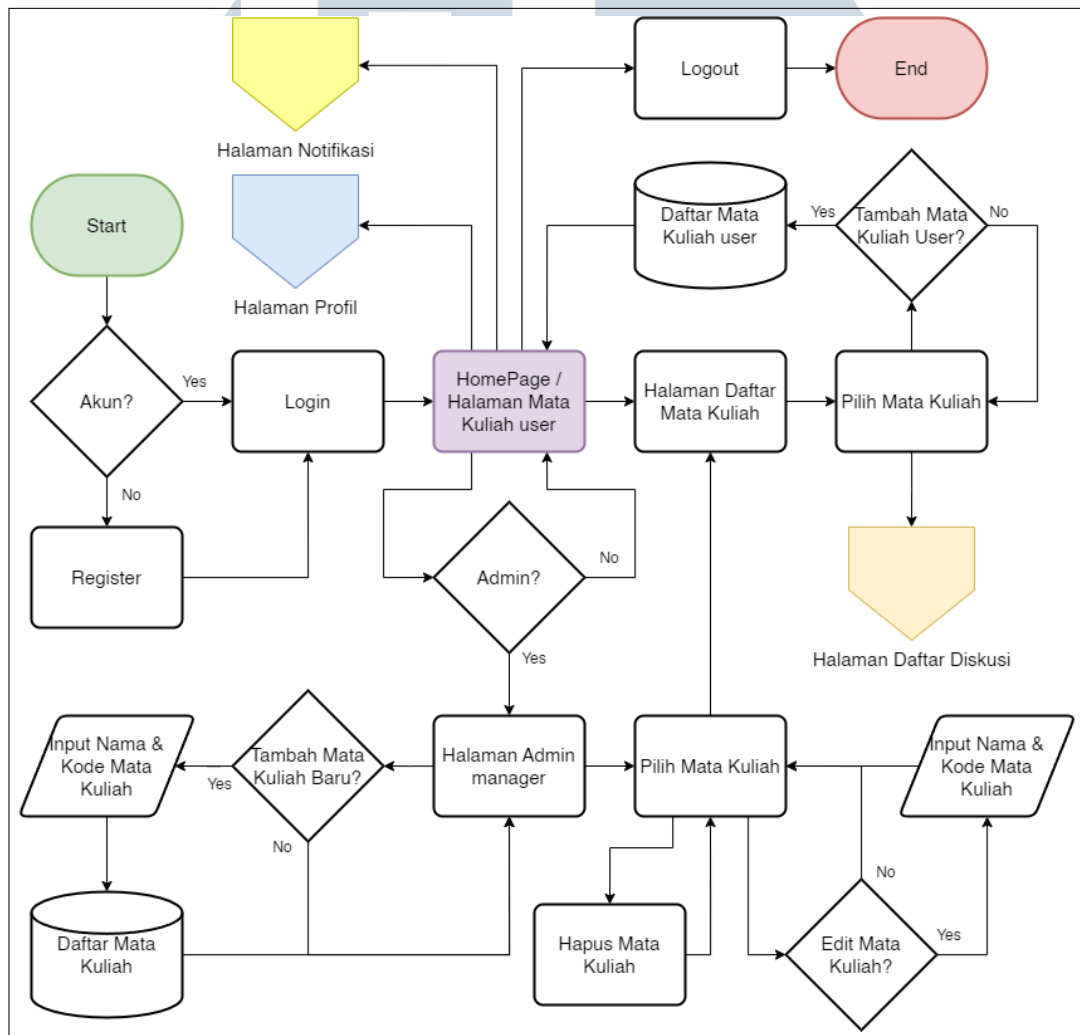 Logout
End
Halaman Notifikasi
Start
Daftar Mata
Kuliah user
Yes
Tambah Mata
Kuliah User?
No
Halaman Profil
Akun?
Yes
Login
HomePage /
Halaman Mata
Kuliah user
Halaman Daftar
Mata Kuliah
Pilih Mata Kuliah
No
Register
Admin?
No
Yes
Halaman Daftar Diskusi
Input Nama &
Kode Mata
Kuliah
Yes
Tambah Mata
Kuliah Baru?
No
Halaman Admin
manager
Pilih Mata Kuliah
Input Nama &
Kode Mata
Kuliah
No
Daftar Mata
Kuliah
Hapus Mata
Kuliah
Edit Mata
Kuliah?
Yes